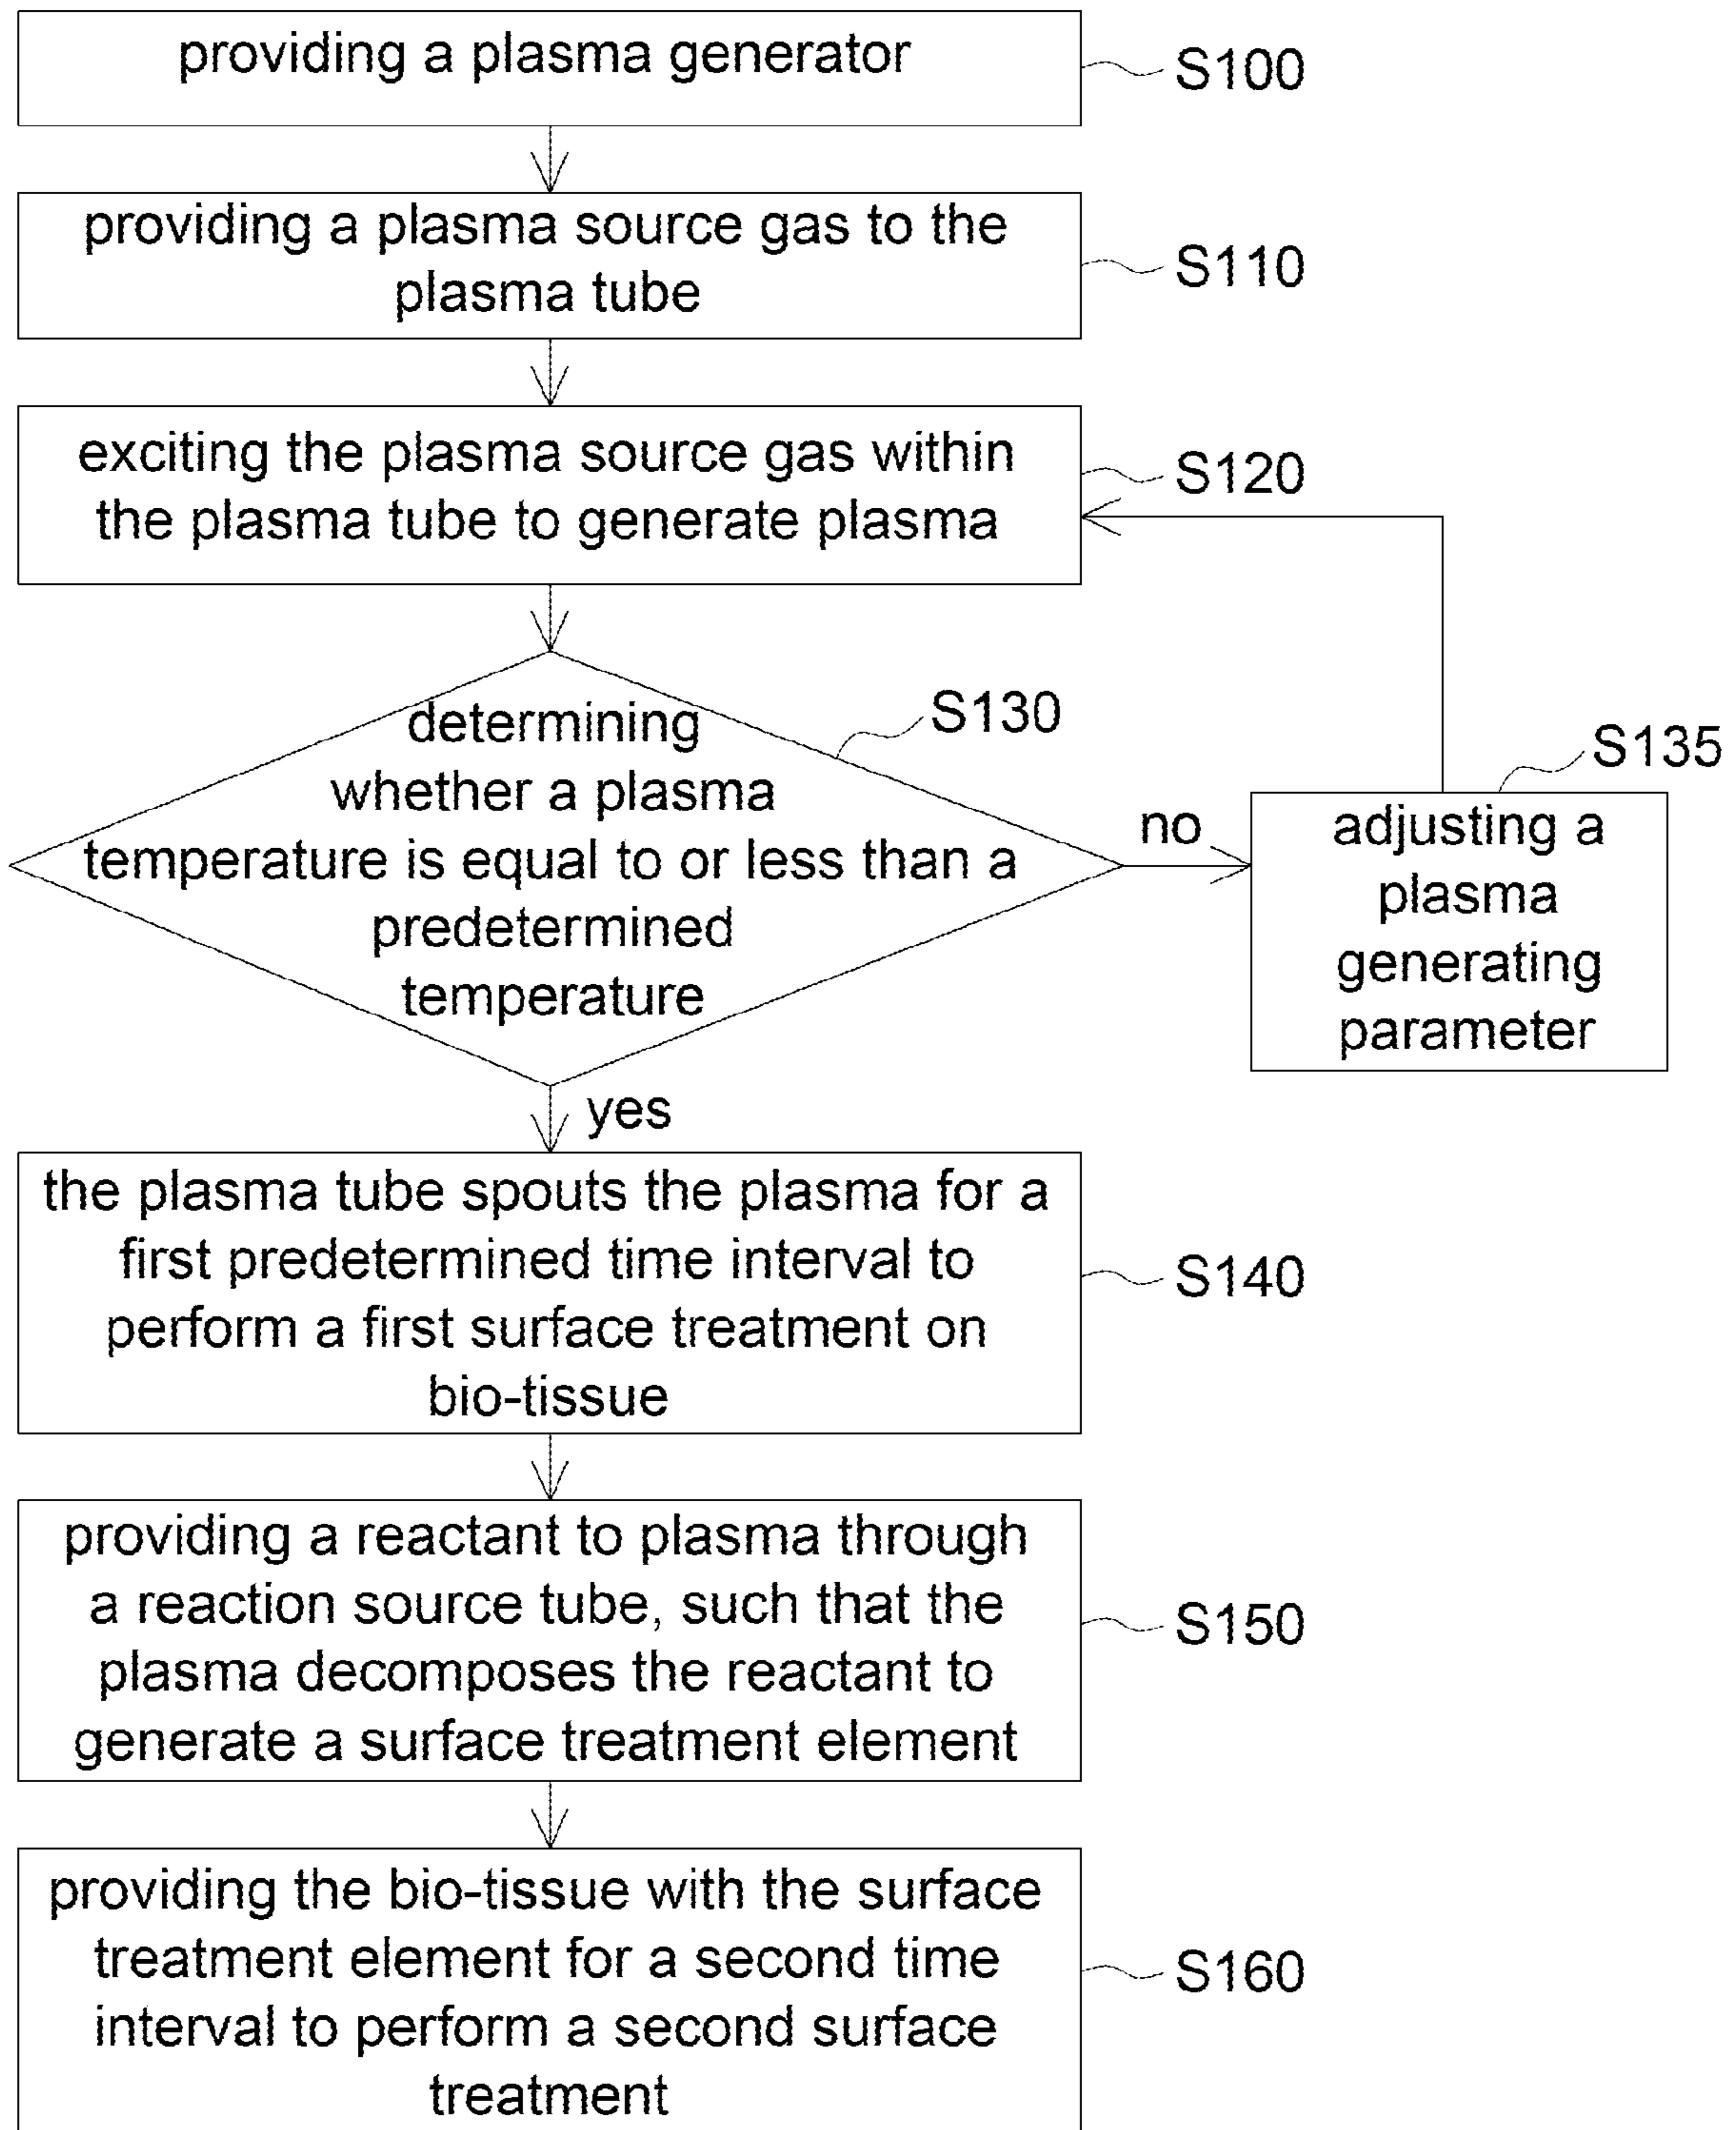 providing a plasma generator
S100
providing a plasma source gas to the
plasma tube
S110
exciting the plasma source gas within
the plasma tube to generate plasma
S120
determining
whether a plasma
temperature is equal to or less than a
predetermined
temperature
S130
no
S135
adjusting a
plasma
generating
parameter
yes
the plasma tube spouts the plasma for a
first predetermined time interval to
perform a first surface treatment on
bio-tissue
S140
providing a reactant to plasma through
a reaction source tube, such that the
plasma decomposes the reactant to
generate a surface treatment element
S150
providing the bio-tissue with the surface
treatment element for a second time
interval to perform a second surface
treatment
S160